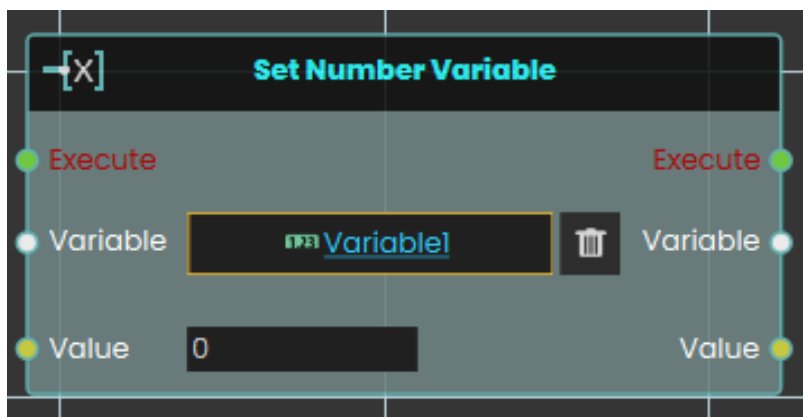 [X] Set Number Variable
Execute Execute
Variable 123 Variable1 Variable
Value 0 Value